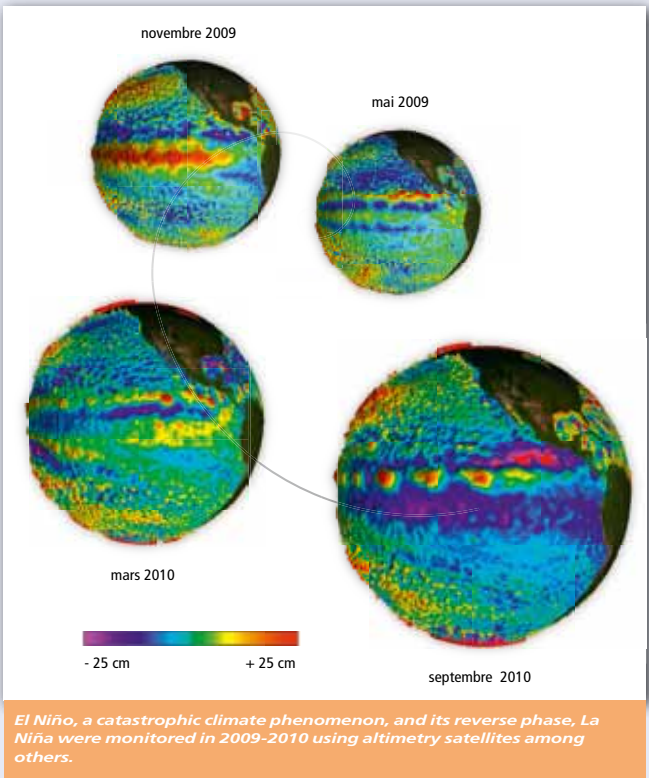 novembre 2009
mai 2009
mars 2010
- 25 cm
+ 25 cm
septembre 2010
El Niño, a catastrophic climate phenomenon, and its reverse phase, La
Niña were monitored in 2009-2010 using altimetry satellites among
others.